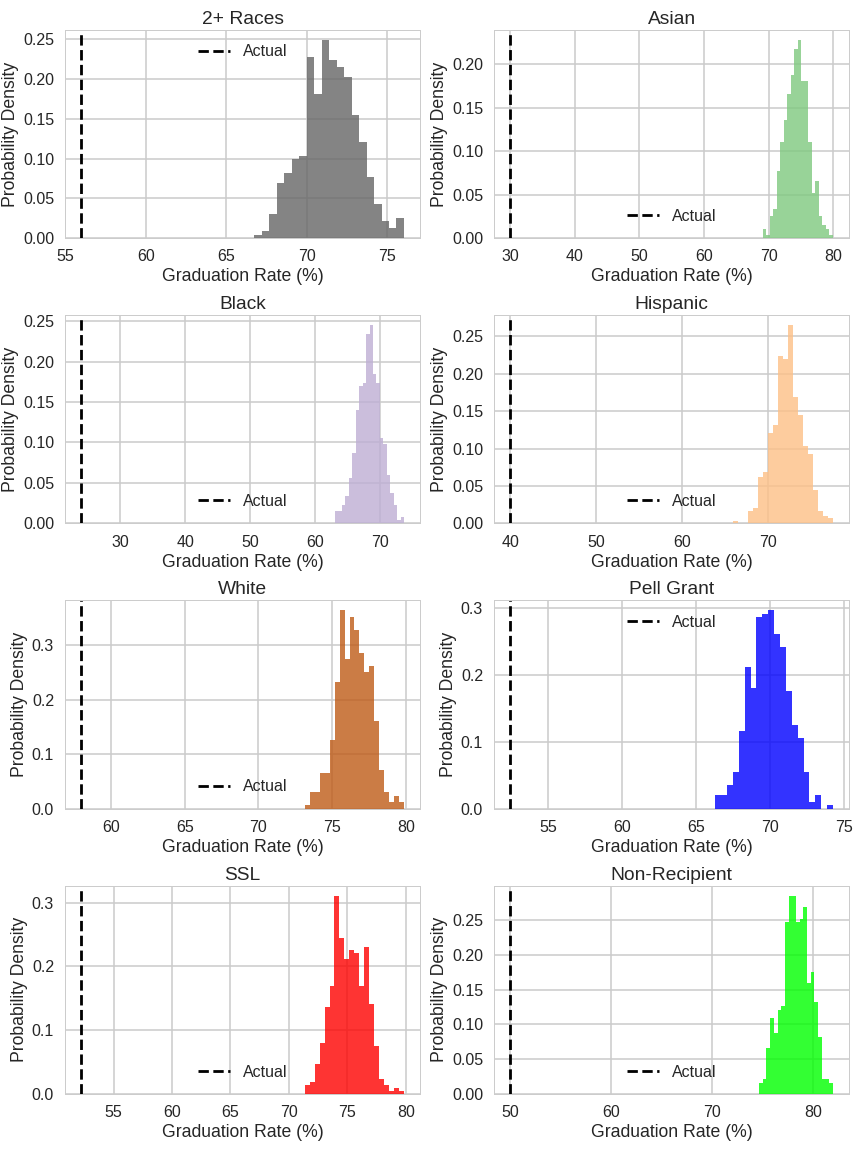 2+ Races
Probability Density
0.25
0.20
0.15
0.10
0.05
0.00
Actual
55 60 65 70 75
Graduation Rate (%)
Asian
Probability Density
0.20
0.15
0.10
0.05
0.00
Actual
30 40 50 60 70 80
Graduation Rate (%)
Black
Probability Density
0.25
0.20
0.15
0.10
0.05
0.00
Actual
30 40 50 60 70
Graduation Rate (%)
Hispanic
Probability Density
0.25
0.20
0.15
0.10
0.05
0.00
Actual
40 50 60 70
Graduation Rate (%)
White
Probability Density
0.3
0.2
0.1
0.0
Actual
60 65 70 75 80
Graduation Rate (%)
Pell Grant
Probability Density
0.3
0.2
0.1
0.0
Actual
55 60 65 70 75
Graduation Rate (%)
SSL
Probability Density
0.3
0.2
0.1
0.0
Actual
55 60 65 70 75 80
Graduation Rate (%)
Non-Recipient
Probability Density
0.25
0.20
0.15
0.10
0.05
0.00
Actual
50 60 70 80
Graduation Rate (%)